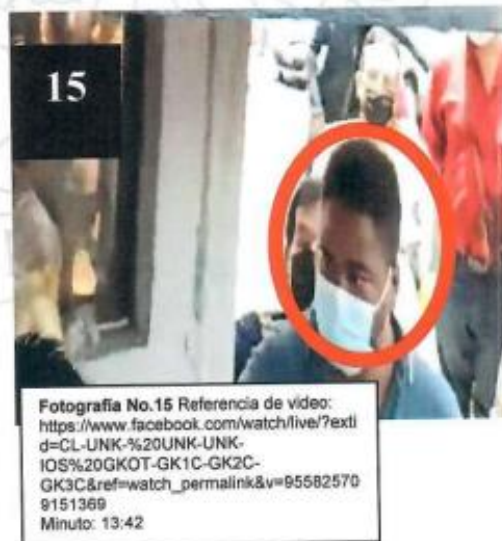 15
Fotografía No.15 Referencia de video:
https://www.facebook.com/watch/live/?exti
d=CL-UNK-%20UNK-UNK-
IOS%20GKOT-GK1C-GK2C-
GK3C&ref=watch_permalink&v=95582570
9151369
Minuto: 13:42